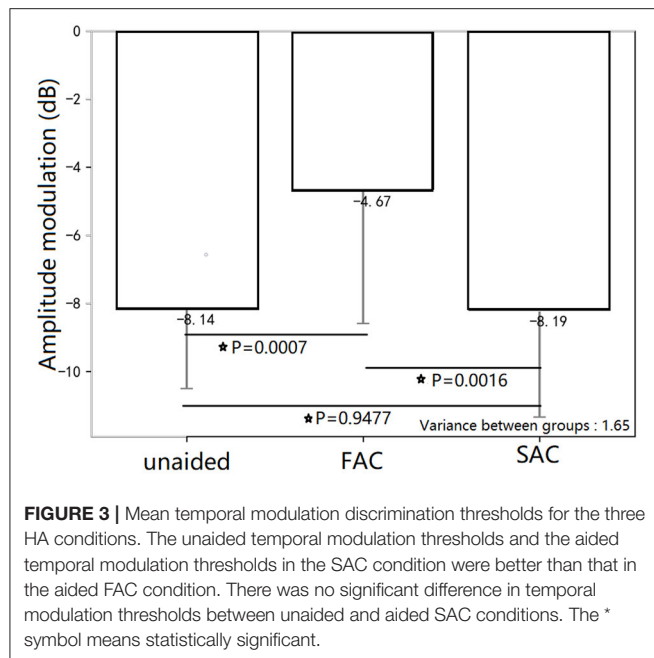 0
−2
−4
−6
−8
−10
Amplitude modulation (dB)
−8.14
−4.67
−8.19
☆ P=0.0007
☆ P=0.0016
☆P=0.9477
Variance between groups : 1.65
unaided FAC SAC
FIGURE 3 | Mean temporal modulation discrimination thresholds for the three
HA conditions. The unaided temporal modulation thresholds and the aided
temporal modulation thresholds in the SAC condition were better than that in
the aided FAC condition. There was no significant difference in temporal
modulation thresholds between unaided and aided SAC conditions. The *
symbol means statistically significant.